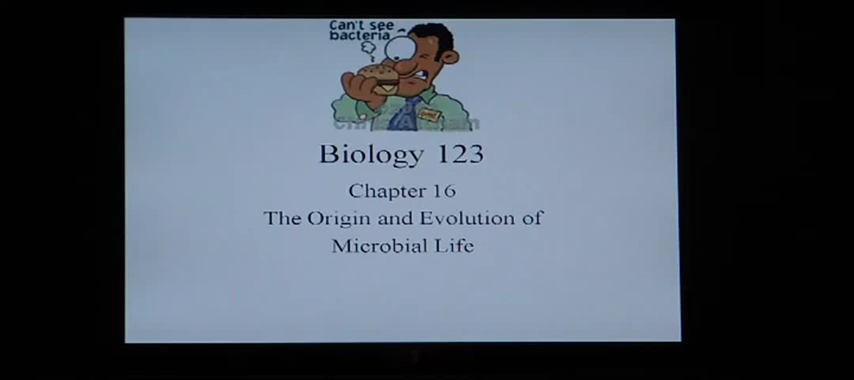 Can't see
bacteria
Biology 123
Chapter 16
The Origin and Evolution of
Microbial Life